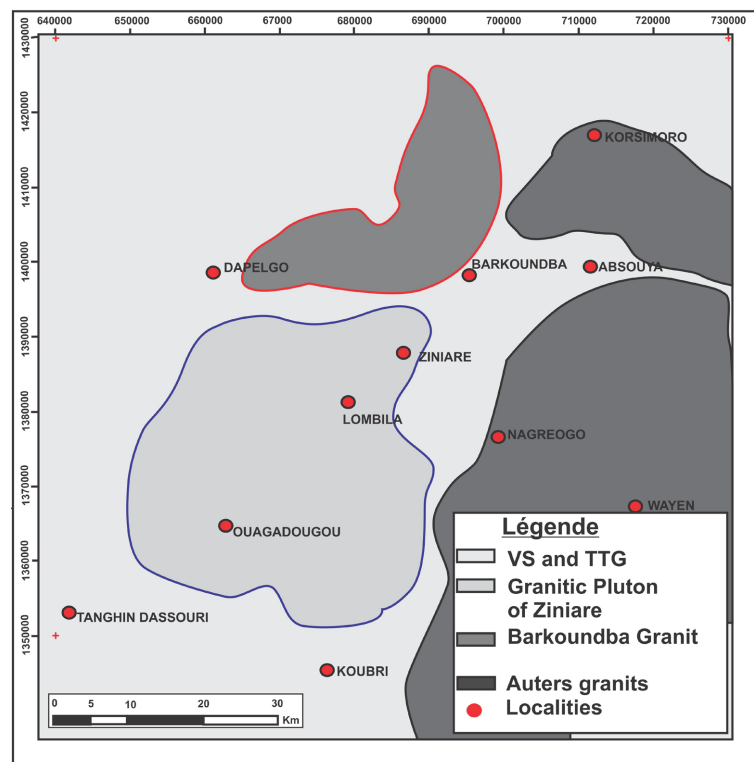 640000 650000 660000 670000 680000 690000 700000 710000 720000 730000
1430000
1420000
1410000
1400000
1390000
1380000
1370000
1360000
1350000
KORSIMORO
DAPELGO
BARKOUNDBA
ABSOUYA
ZINIARE
LOMBILA
NAGREOGO
WAYEN
OUAGADOUGOU
TANGHIN DASSOURI
KOUBRI
Légende
VS and TTG
Granitic Pluton
of Ziniare
Barkoundba Granit
Auters granits
Localities
0 5 10 20 30
Km